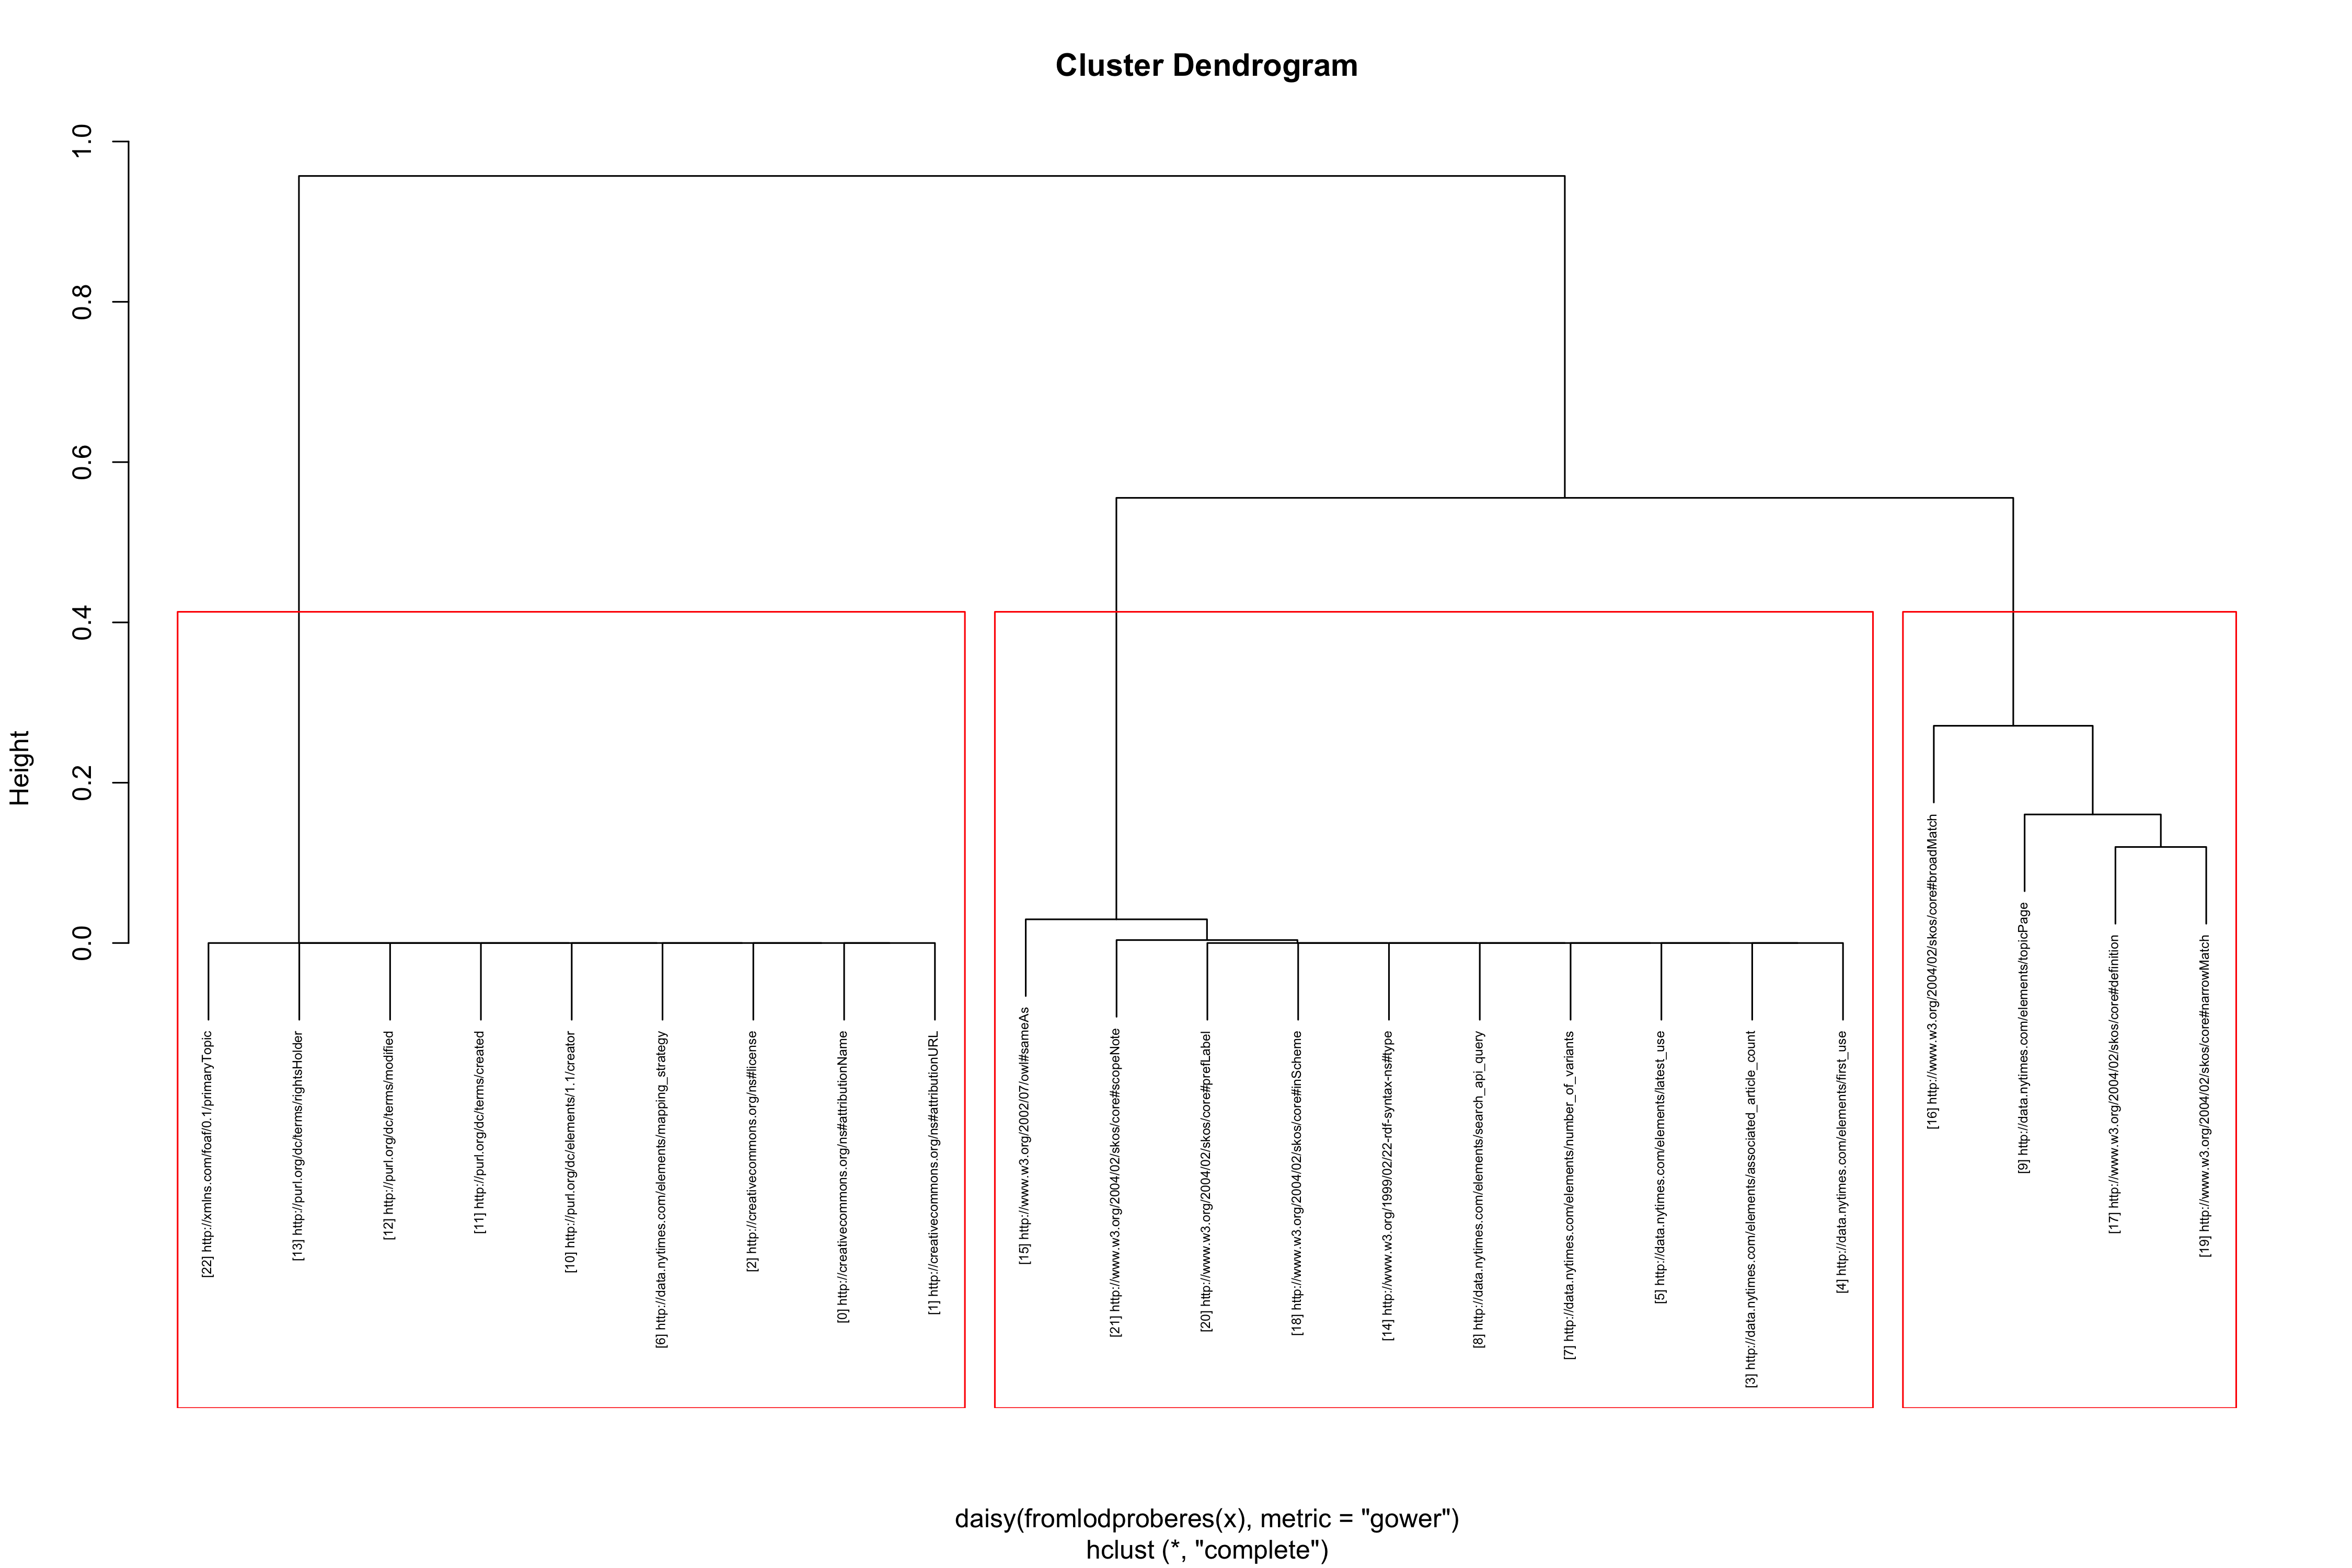 Cluster Dendrogram
Height
1.0
0.8
0.6
0.4
0.2
0.0
[22] http://xmlns.com/foaf/0.1/primaryTopic
[13] http://purl.org/dc/terms/rightsHolder
[12] http://purl.org/dc/terms/modified
[11] http://purl.org/dc/terms/created
[10] http://purl.org/dc/elements/1.1/creator
[6] http://data.nytimes.com/elements/mapping_strategy
[2] http://creativecommons.org/ns#license
[0] http://creativecommons.org/ns#attributionName
[1] http://creativecommons.org/ns#attributionURL
[15] http://www.w3.org/2002/07/owl#sameAs
[21] http://www.w3.org/2004/02/skos/core#scopeNote
[20] http://www.w3.org/2004/02/skos/core#prefLabel
[18] http://www.w3.org/2004/02/skos/core#inScheme
[14] http://www.w3.org/1999/02/22-rdf-syntax-ns#type
[8] http://data.nytimes.com/elements/search_api_query
[7] http://data.nytimes.com/elements/number_of_variants
[5] http://data.nytimes.com/elements/latest_use
[3] http://data.nytimes.com/elements/associated_article_count
[4] http://data.nytimes.com/elements/first_use
[16] http://www.w3.org/2004/02/skos/core#broadMatch
[9] http://data.nytimes.com/elements/topicPage
[17] http://www.w3.org/2004/02/skos/core#definition
[19] http://www.w3.org/2004/02/skos/core#narrowMatch
daisy(fromlodproberes(x), metric = "gower")
hclust (*, "complete")